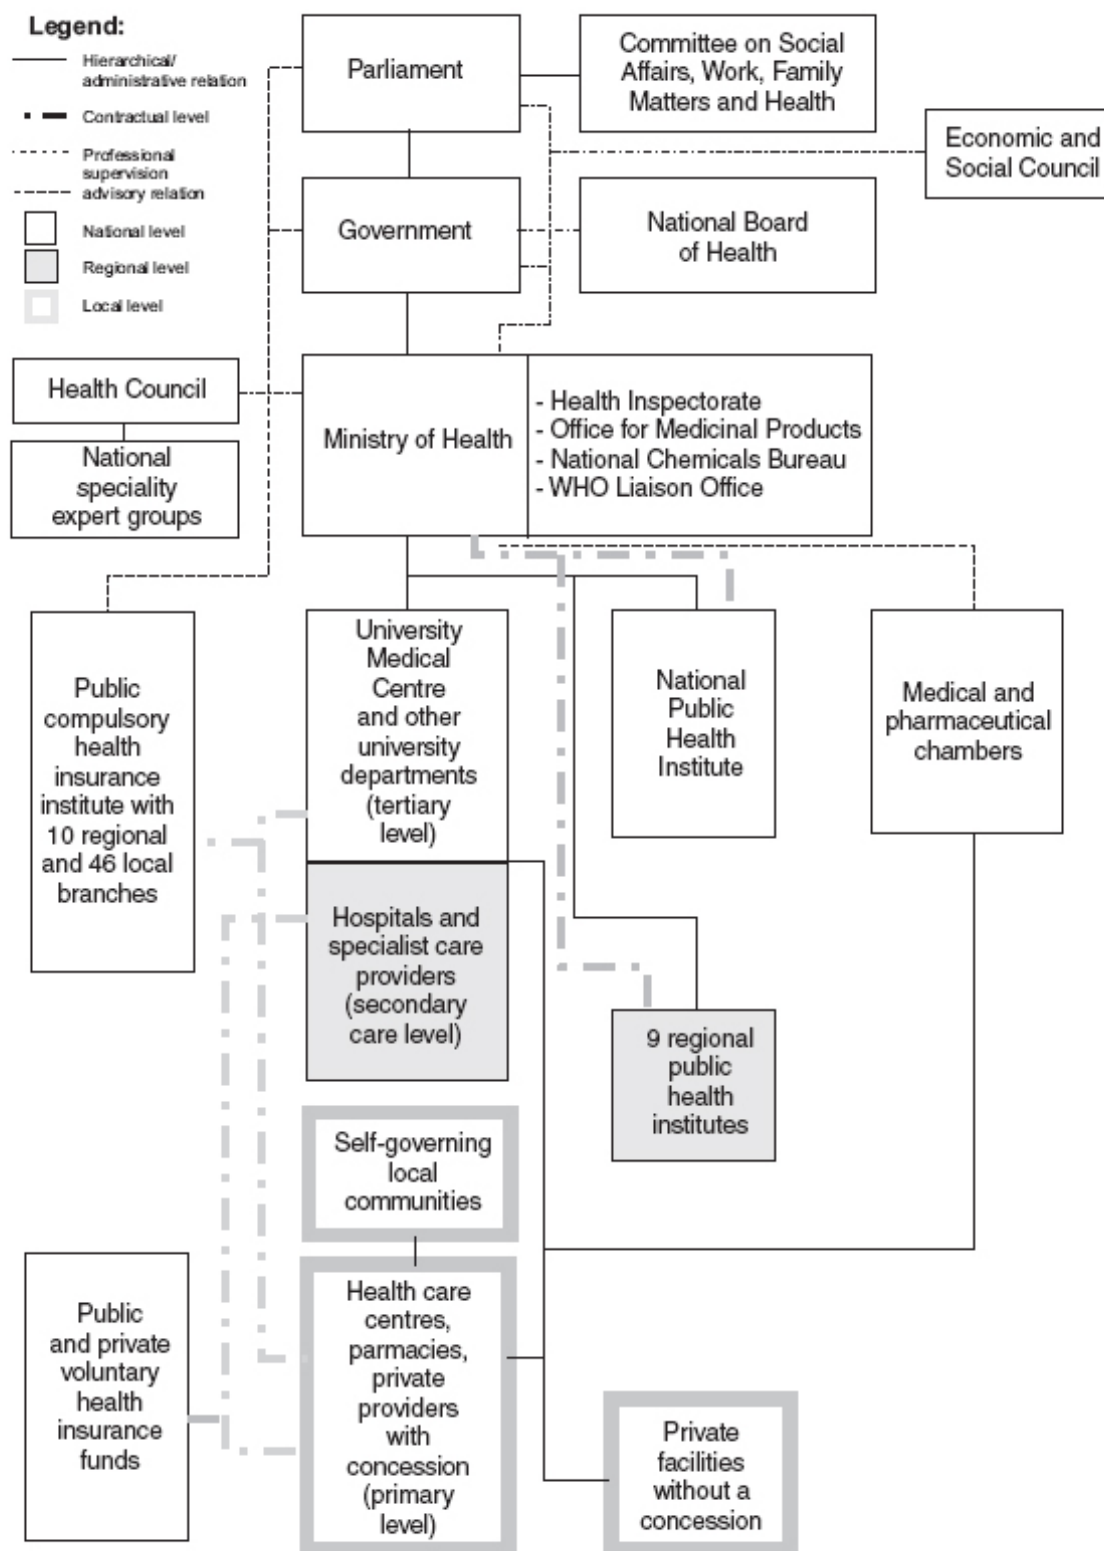 Legend:
Hierarchical/
administrative relation
Contractual level
Professional
supervision
advisory relation
National level
Regional level
Local level
Parliament
Committee on Social
Affairs, Work, Family
Matters and Health
Economic and
Social Council
Government
National Board
of Health
Health Council
National
speciality
expert groups
Ministry of Health
- Health Inspectorate
- Office for Medicinal Products
- National Chemicals Bureau
- WHO Liaison Office
Public
compulsory
health
insurance
institute with
10 regional
and 46 local
branches
University
Medical
Centre
and other
university
departments
(tertiary
level)
National
Public
Health
Institute
Medical and
pharmaceutical
chambers
Hospitals and
specialist care
providers
(secondary
care level)
9 regional
public
health
institutes
Self-governing
local
communities
Public
and private
voluntary
health
insurance
funds
Health care
centres,
parmacies,
private
providers
with
concession
(primary
level)
Private
facilities
without a
concession